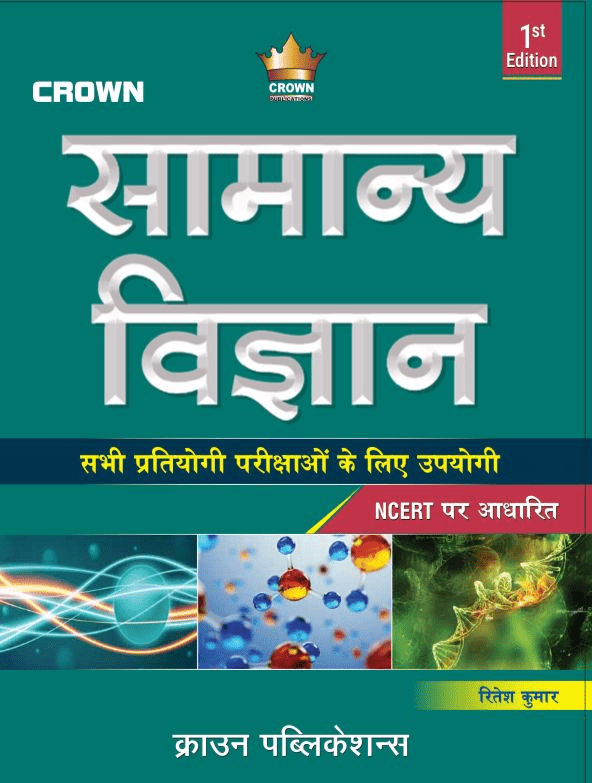 1st
Edition
CROWN
CROWN
PUBLICATIONS
सामान्य
विज्ञान
सभी प्रतियोगी परीक्षाओं के लिए उपयोगी
NCERT पर आधारित
रितेश कुमार
क्राउन पब्लिकेशन्स